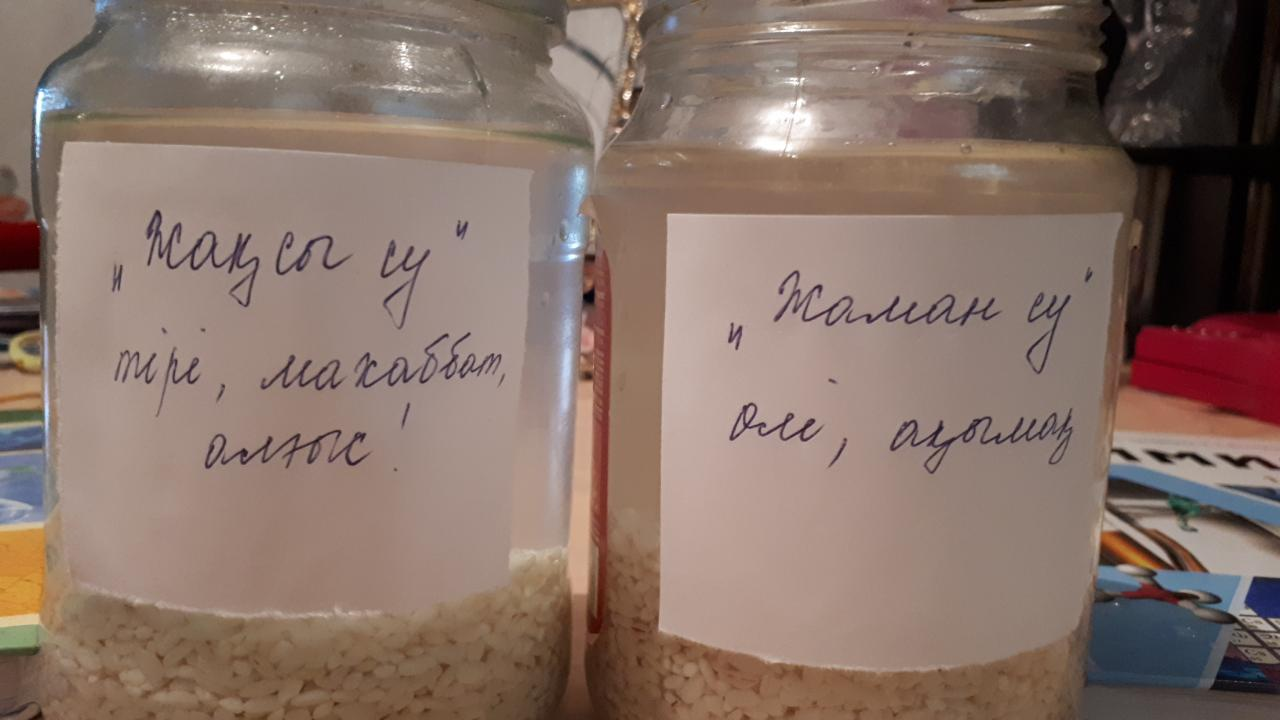 „Жақсы су"
тірі, махаббат,
алғыс!
„Жаман су"
өлі, ақымақ